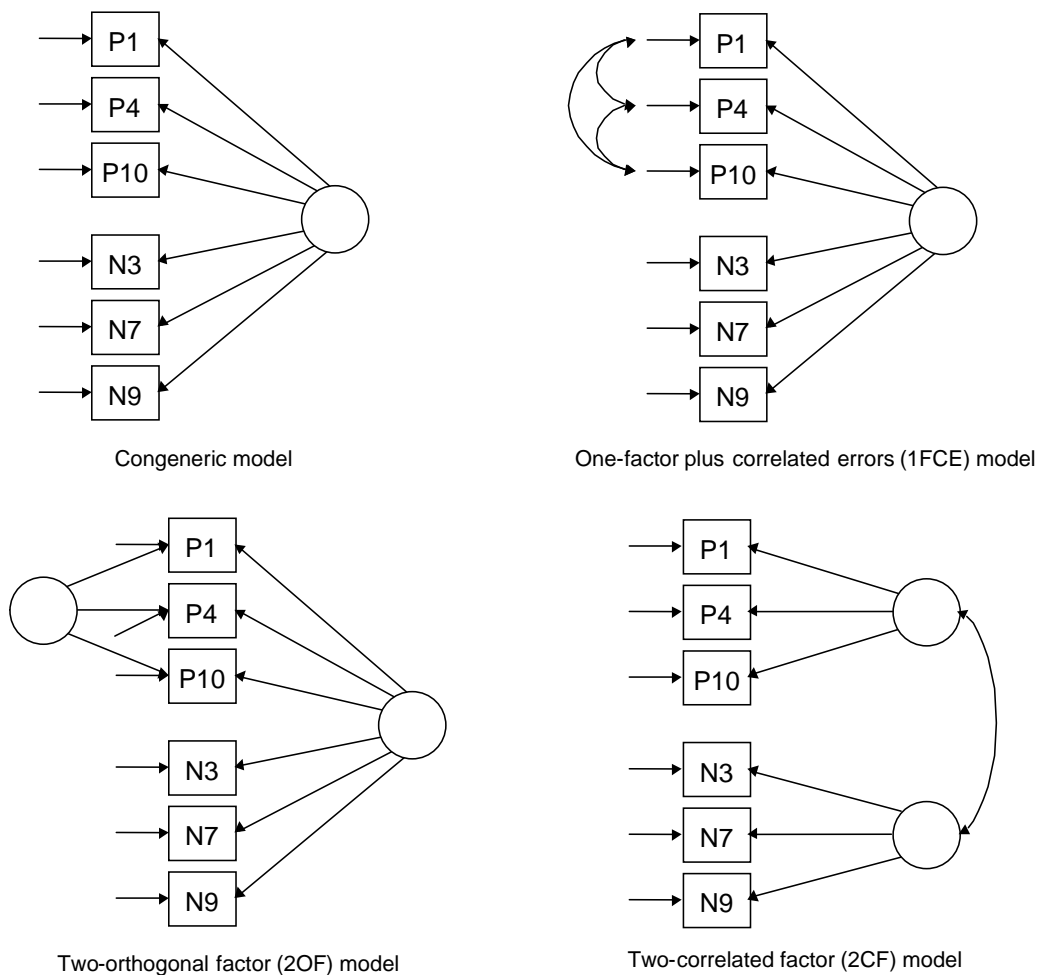 P1
P4
P10
N3
N7
N9
Congeneric model
P1
P4
P10
N3
N7
N9
One-factor plus correlated errors (1FCE) model
P1
P4
P10
N3
N7
N9
Two-orthogonal factor (2OF) model
P1
P4
P10
N3
N7
N9
Two-correlated factor (2CF) model